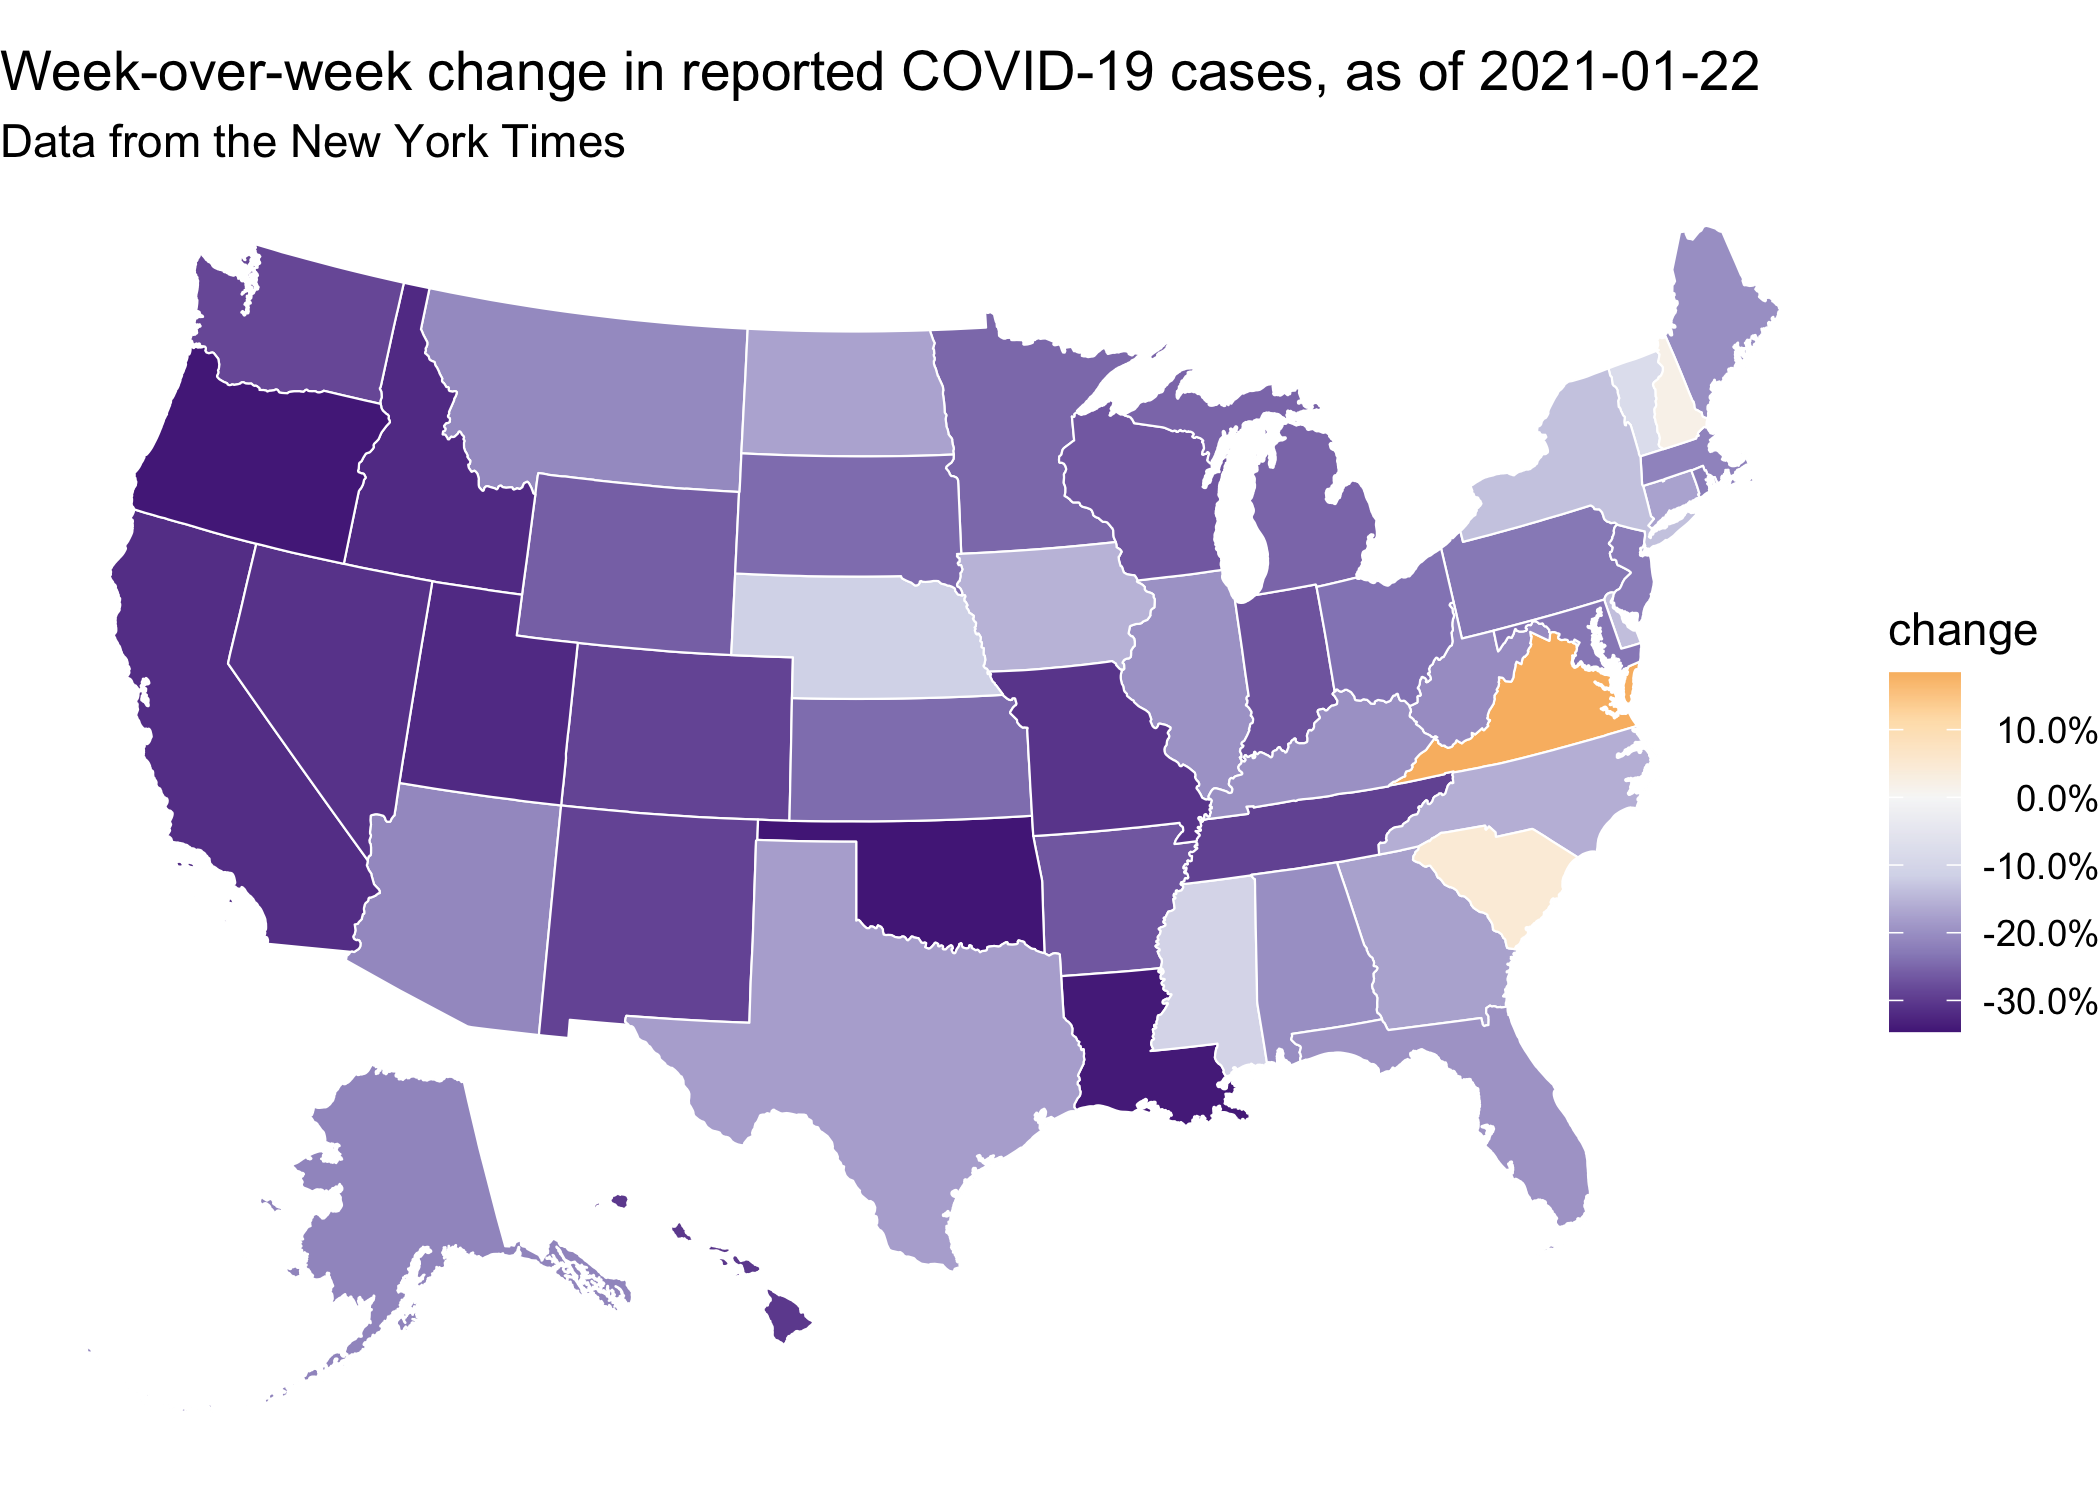 Week-over-week change in reported COVID-19 cases, as of 2021-01-22
Data from the New York Times
change
10.0%
0.0%
-10.0%
-20.0%
-30.0%